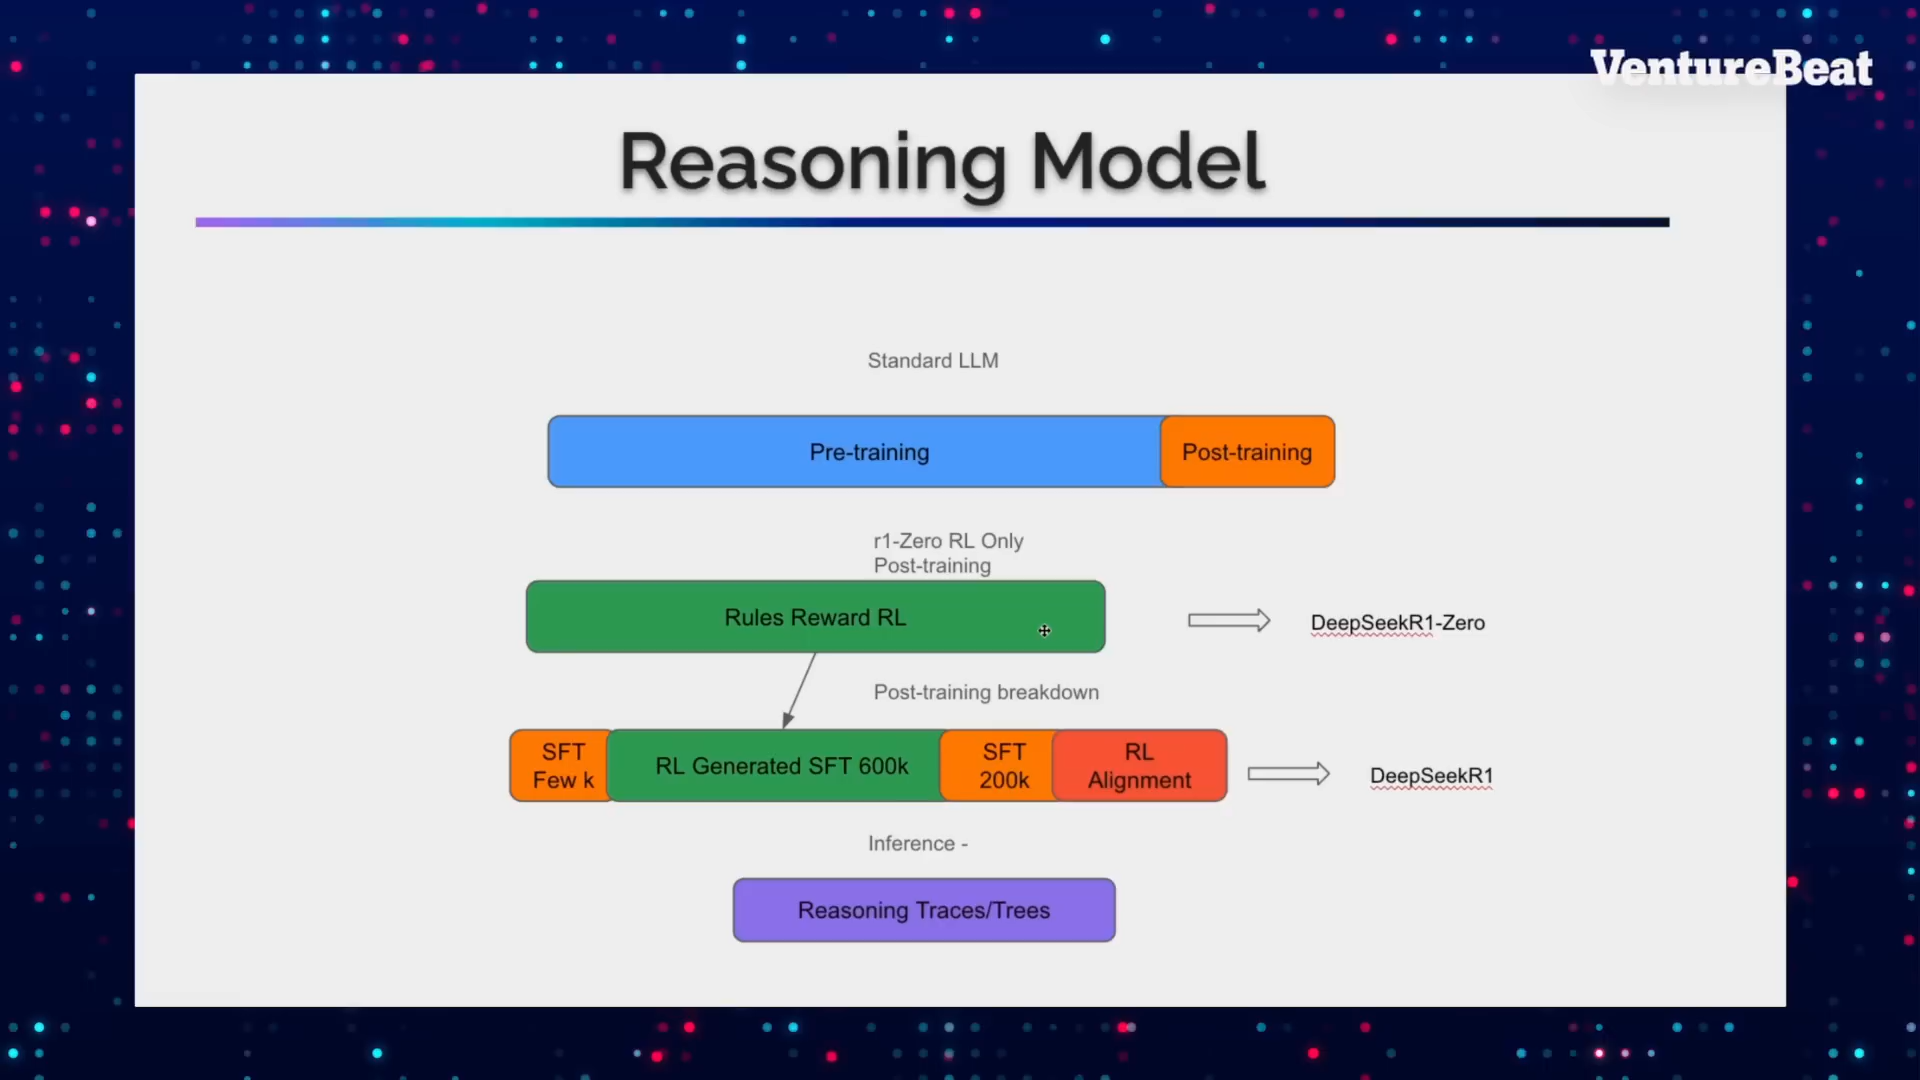 VentureBeat
Reasoning Model
Standard LLM
Pre-training
Post-training
r1-Zero RL Only
Post-training
Rules Reward RL
DeepSeekR1-Zero
Post-training breakdown
SFT
Few k
RL Generated SFT 600k
SFT
200k
RL
Alignment
DeepSeekR1
Inference -
Reasoning Traces/Trees